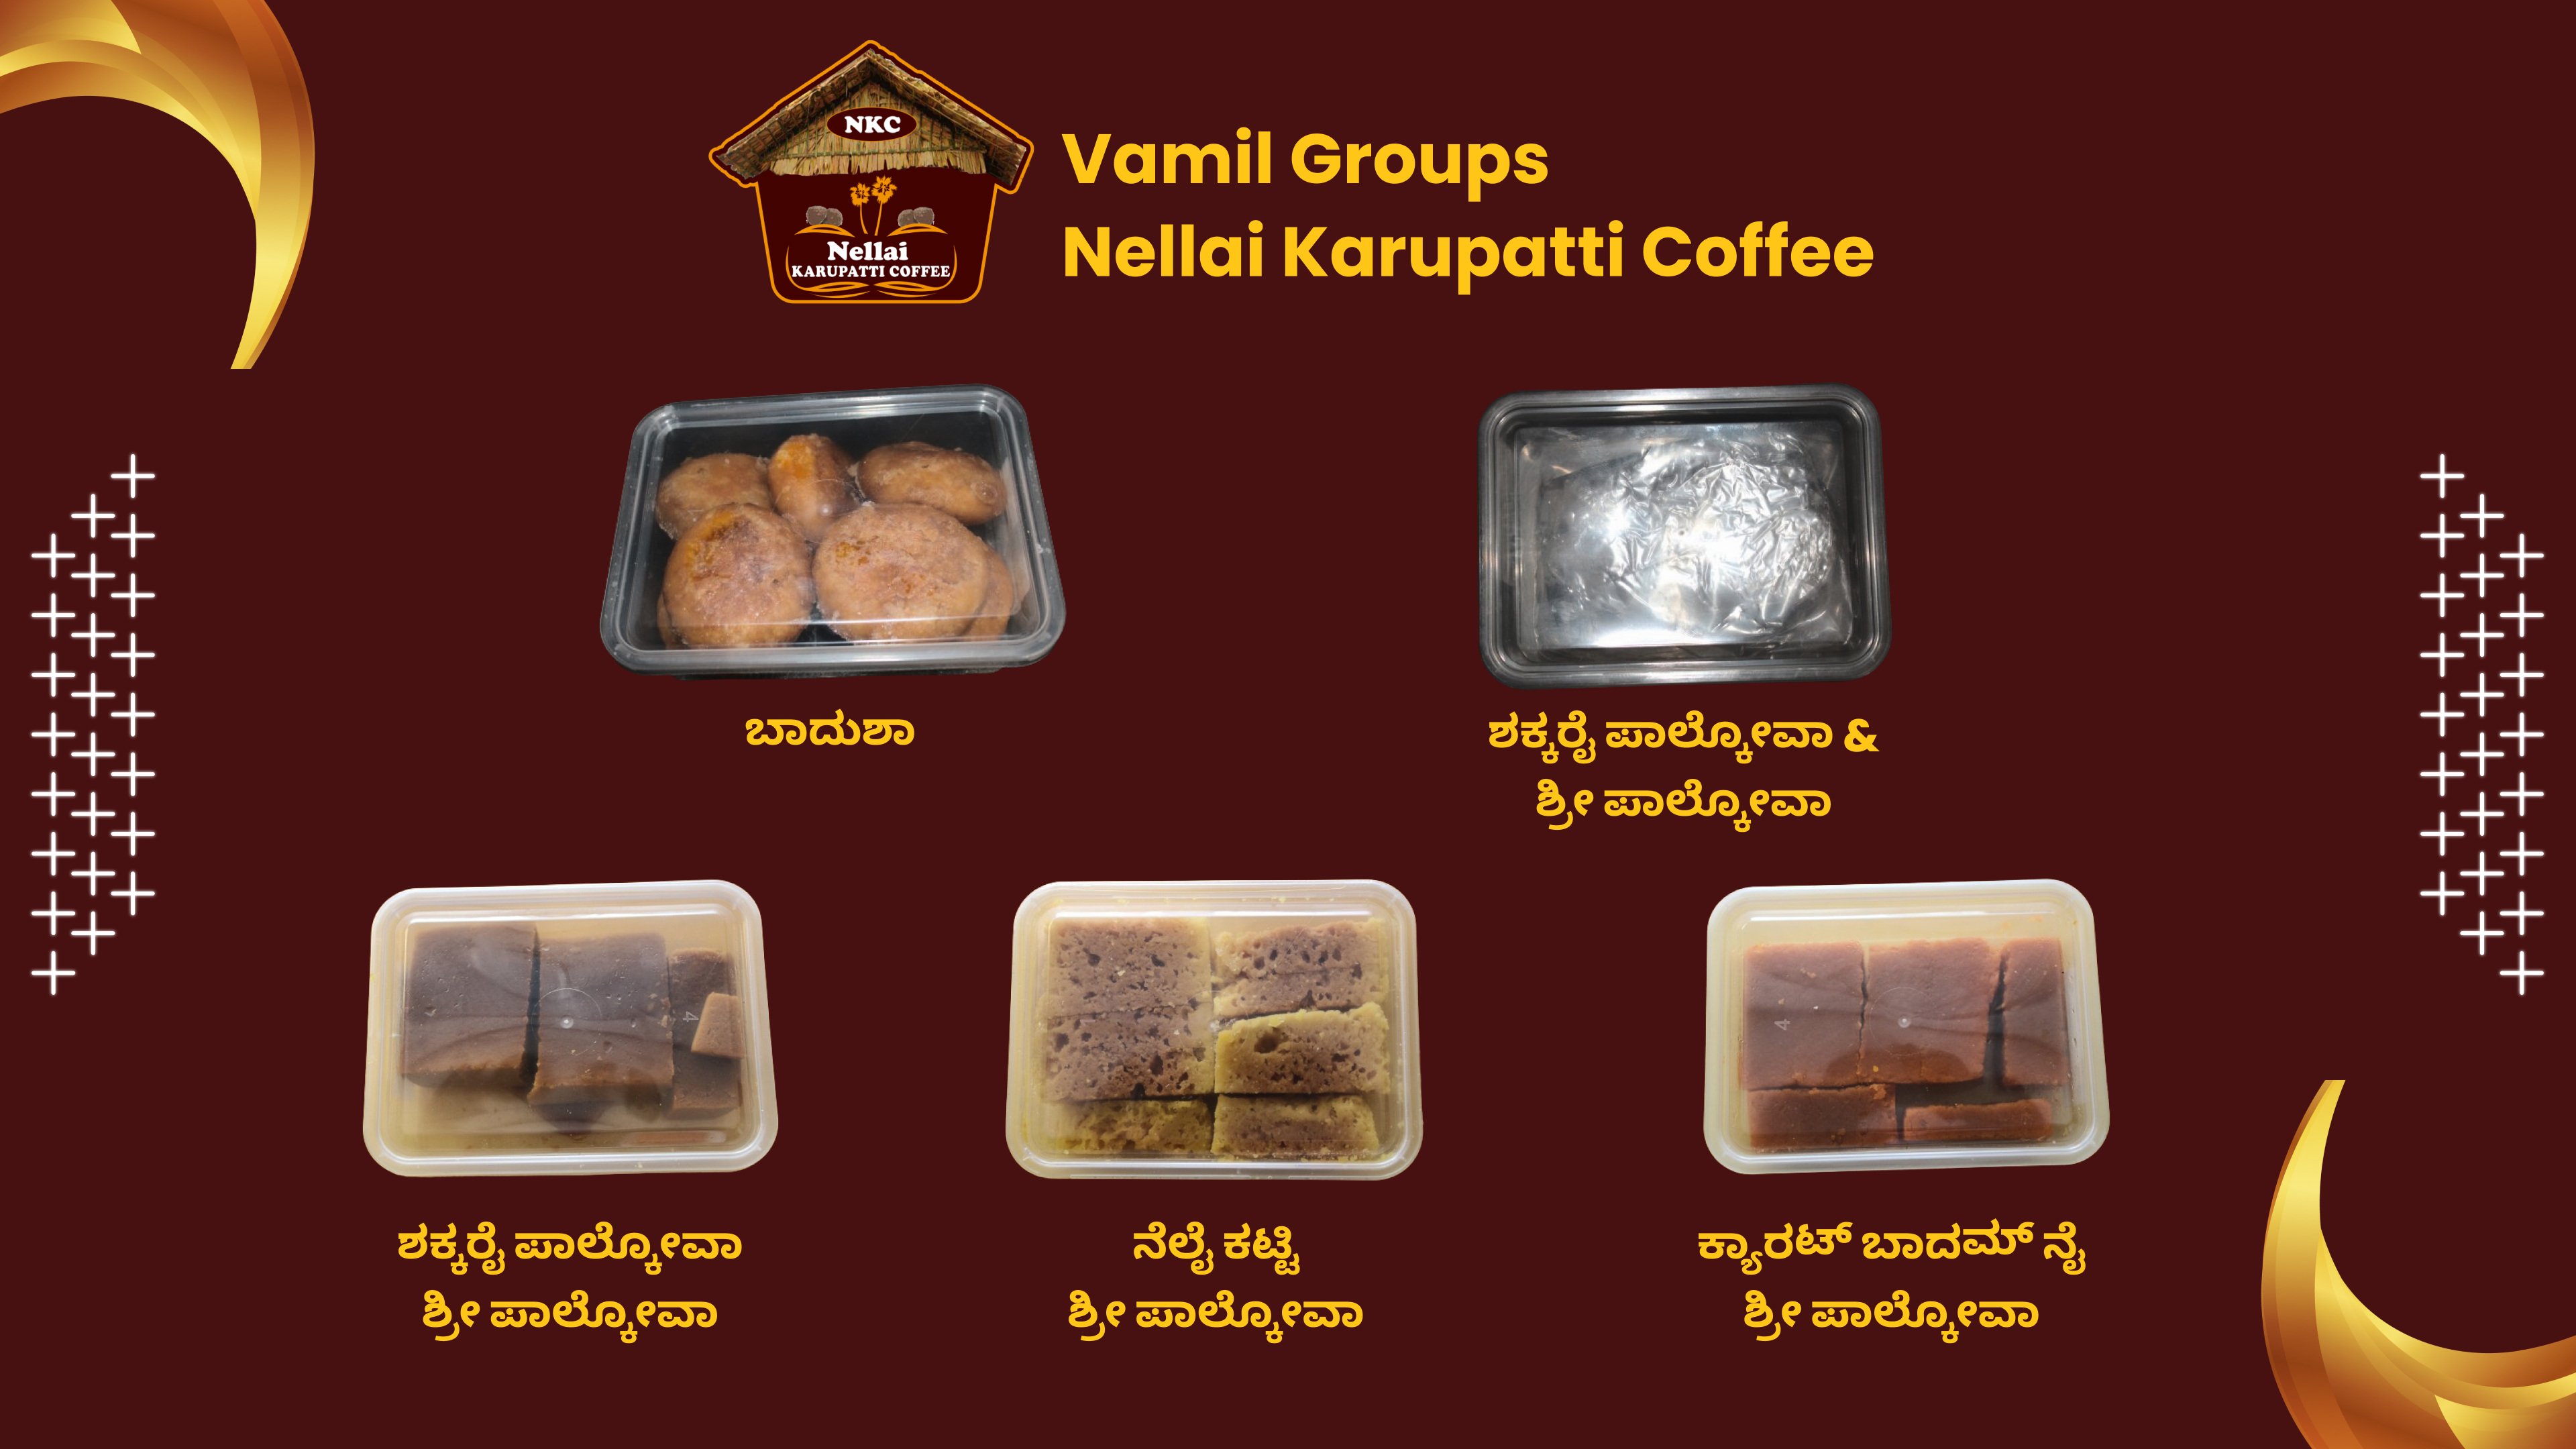 NKC
Nellai
KARUPATTI COFFEE
Vamil Groups
Nellai Karupatti Coffee
ಬಾದುಶಾ
ಶಕ್ಕರೈ ಪಾಲ್ಕೋವಾ &
ಶ್ರೀ ಪಾಲ್ಕೋವಾ
ಶಕ್ಕರೈ ಪಾಲ್ಕೋವಾ
ಶ್ರೀ ಪಾಲ್ಕೋವಾ
ನೆಲೈ ಕಟ್ಟಿ
ಶ್ರೀ ಪಾಲ್ಕೋವಾ
ಕ್ಯಾರಟ್ ಬಾದಮ್ ನೈ
ಶ್ರೀ ಪಾಲ್ಕೋವಾ